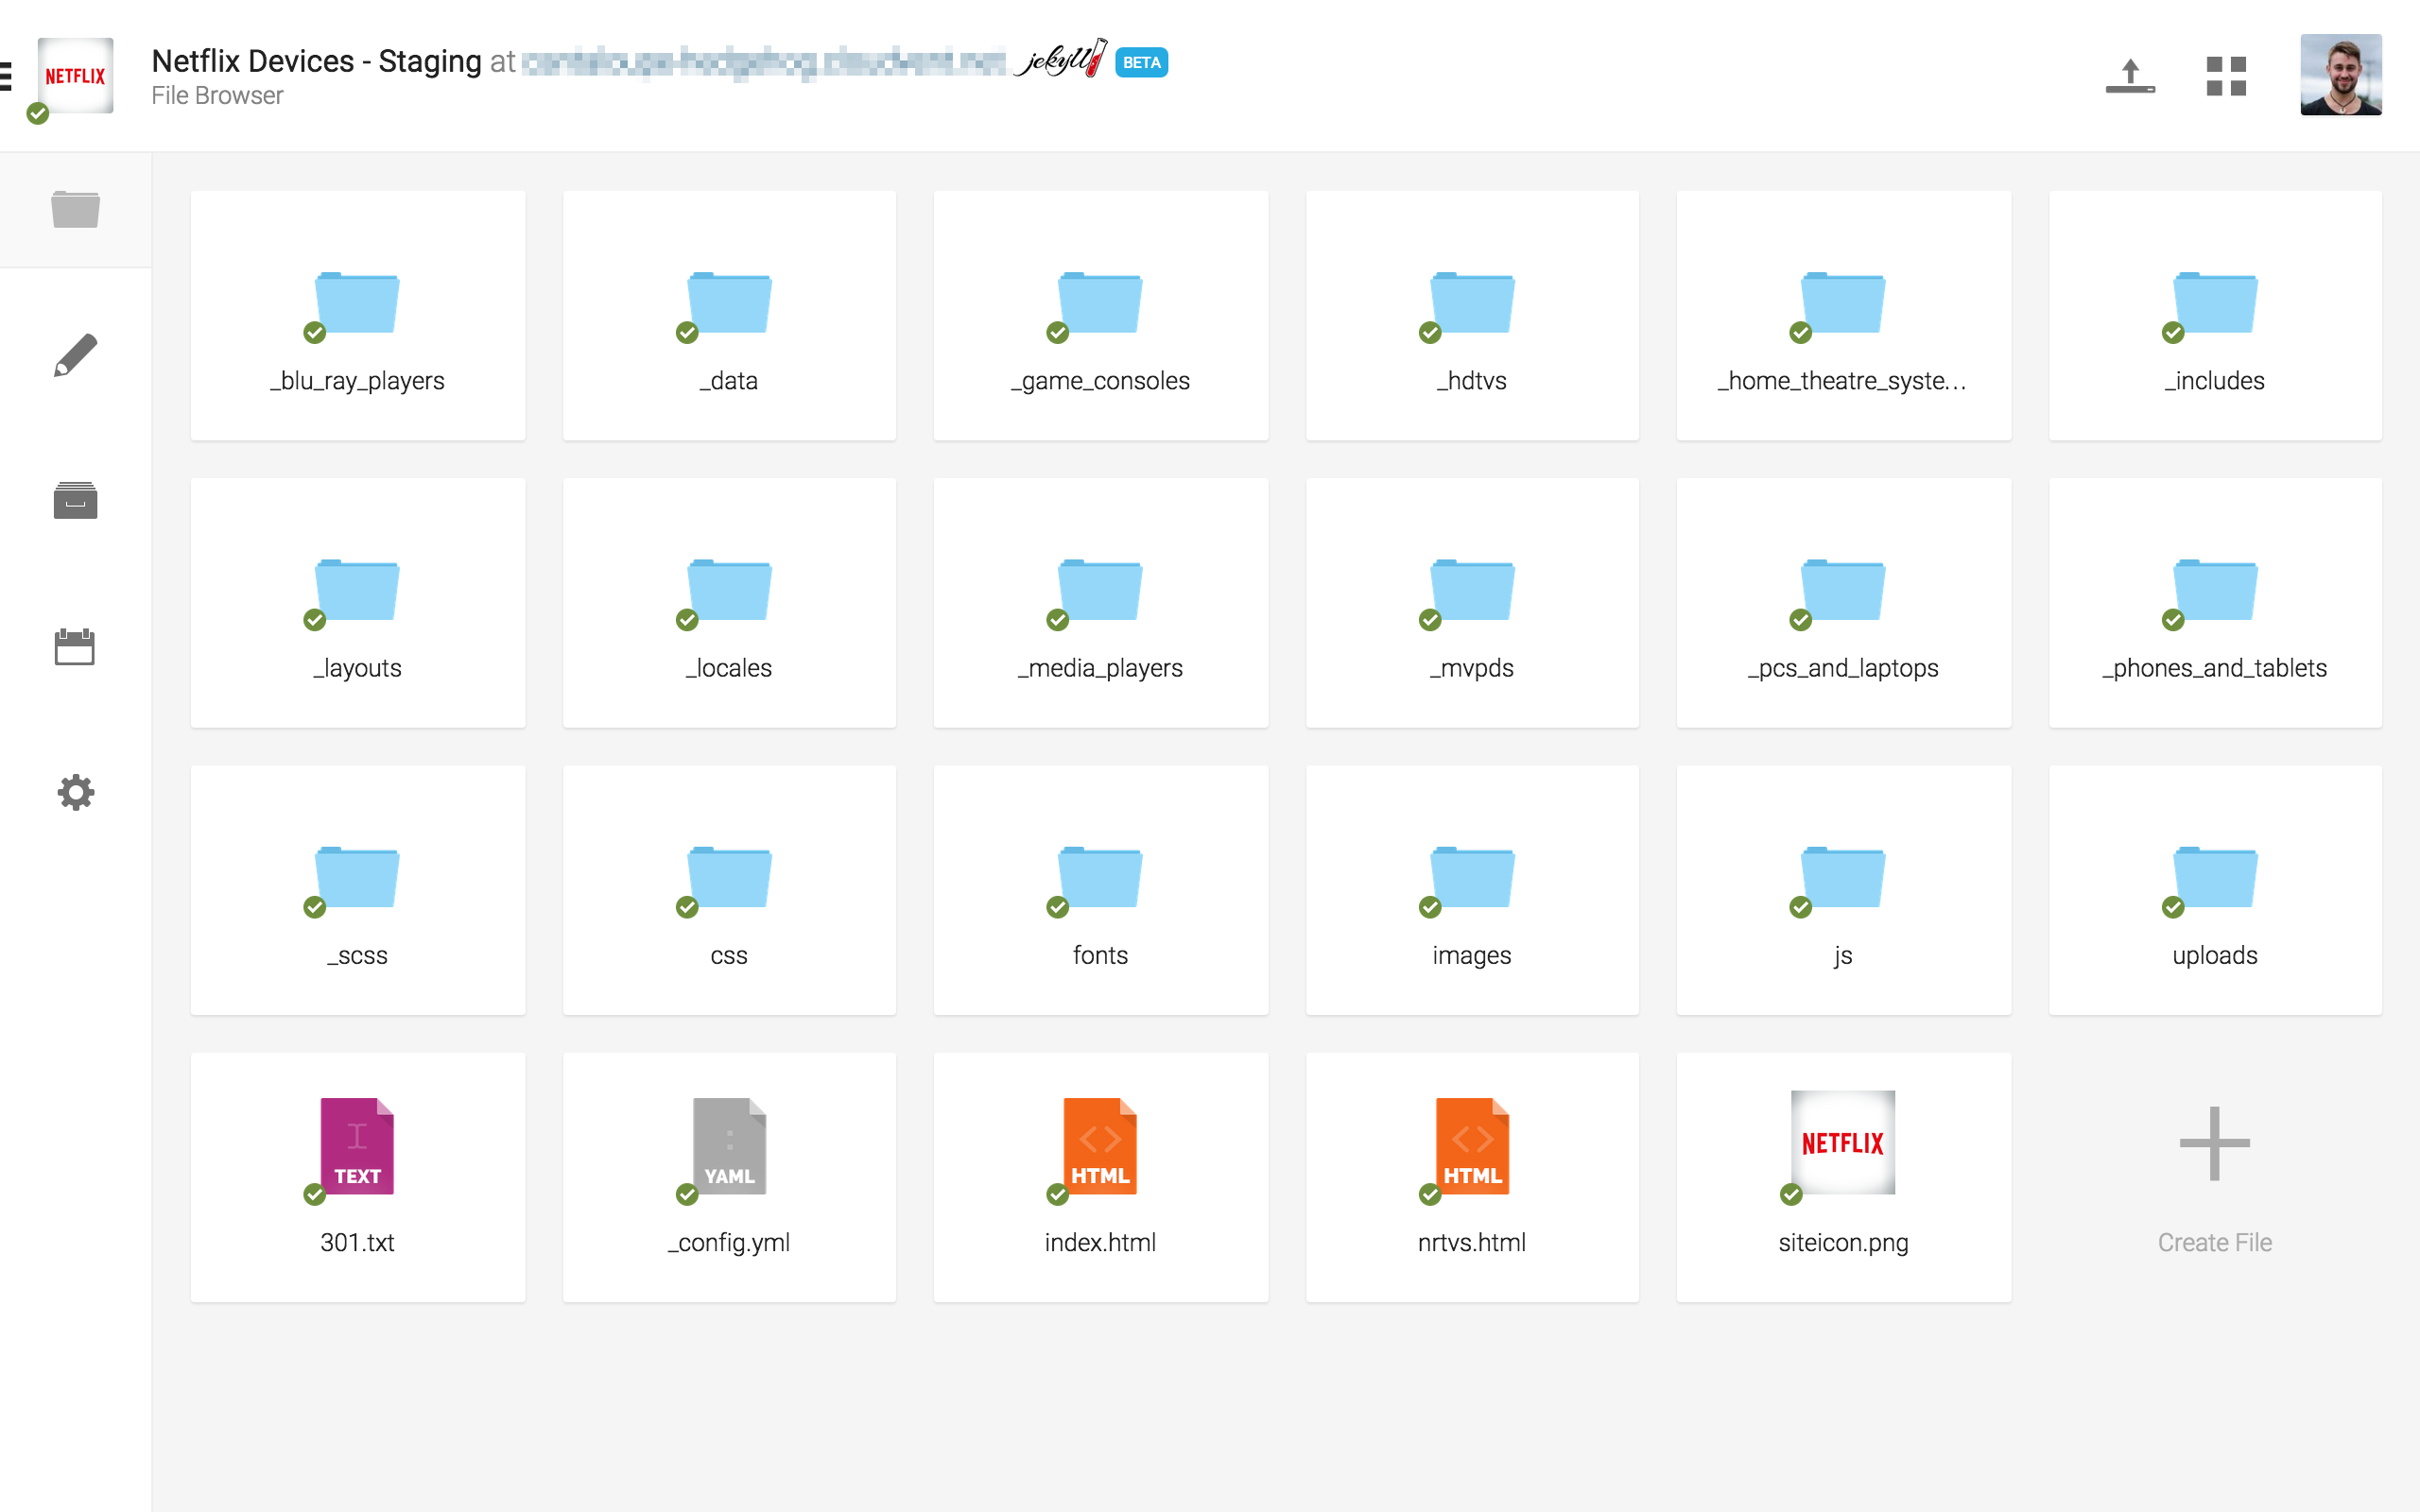 NETFLIX
Netflix Devices - Staging at
jekyll
BETA
File Browser
_blu_ray_players
_data
_game_consoles
_hdtvs
_home_theatre_syste…
_includes
_layouts
_locales
_media_players
_mvpds
_pcs_and_laptops
_phones_and_tablets
_scss
css
fonts
images
js
uploads
TEXT
301.txt
YAML
_config.yml
HTML
index.html
HTML
nrtvs.html
NETFLIX
siteicon.png
Create File